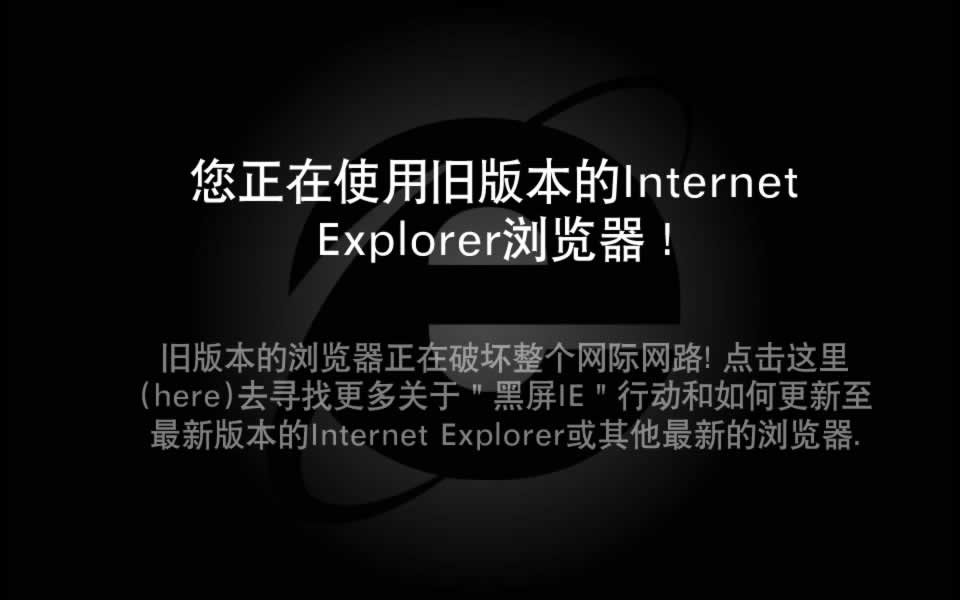 您正在使用旧版本的Internet
Explorer浏览器！
旧版本的浏览器正在破坏整个网际网路! 点击这里
(here)去寻找更多关于＂黑屏IE＂行动和如何更新至
最新版本的Internet Explorer或其他最新的浏览器.